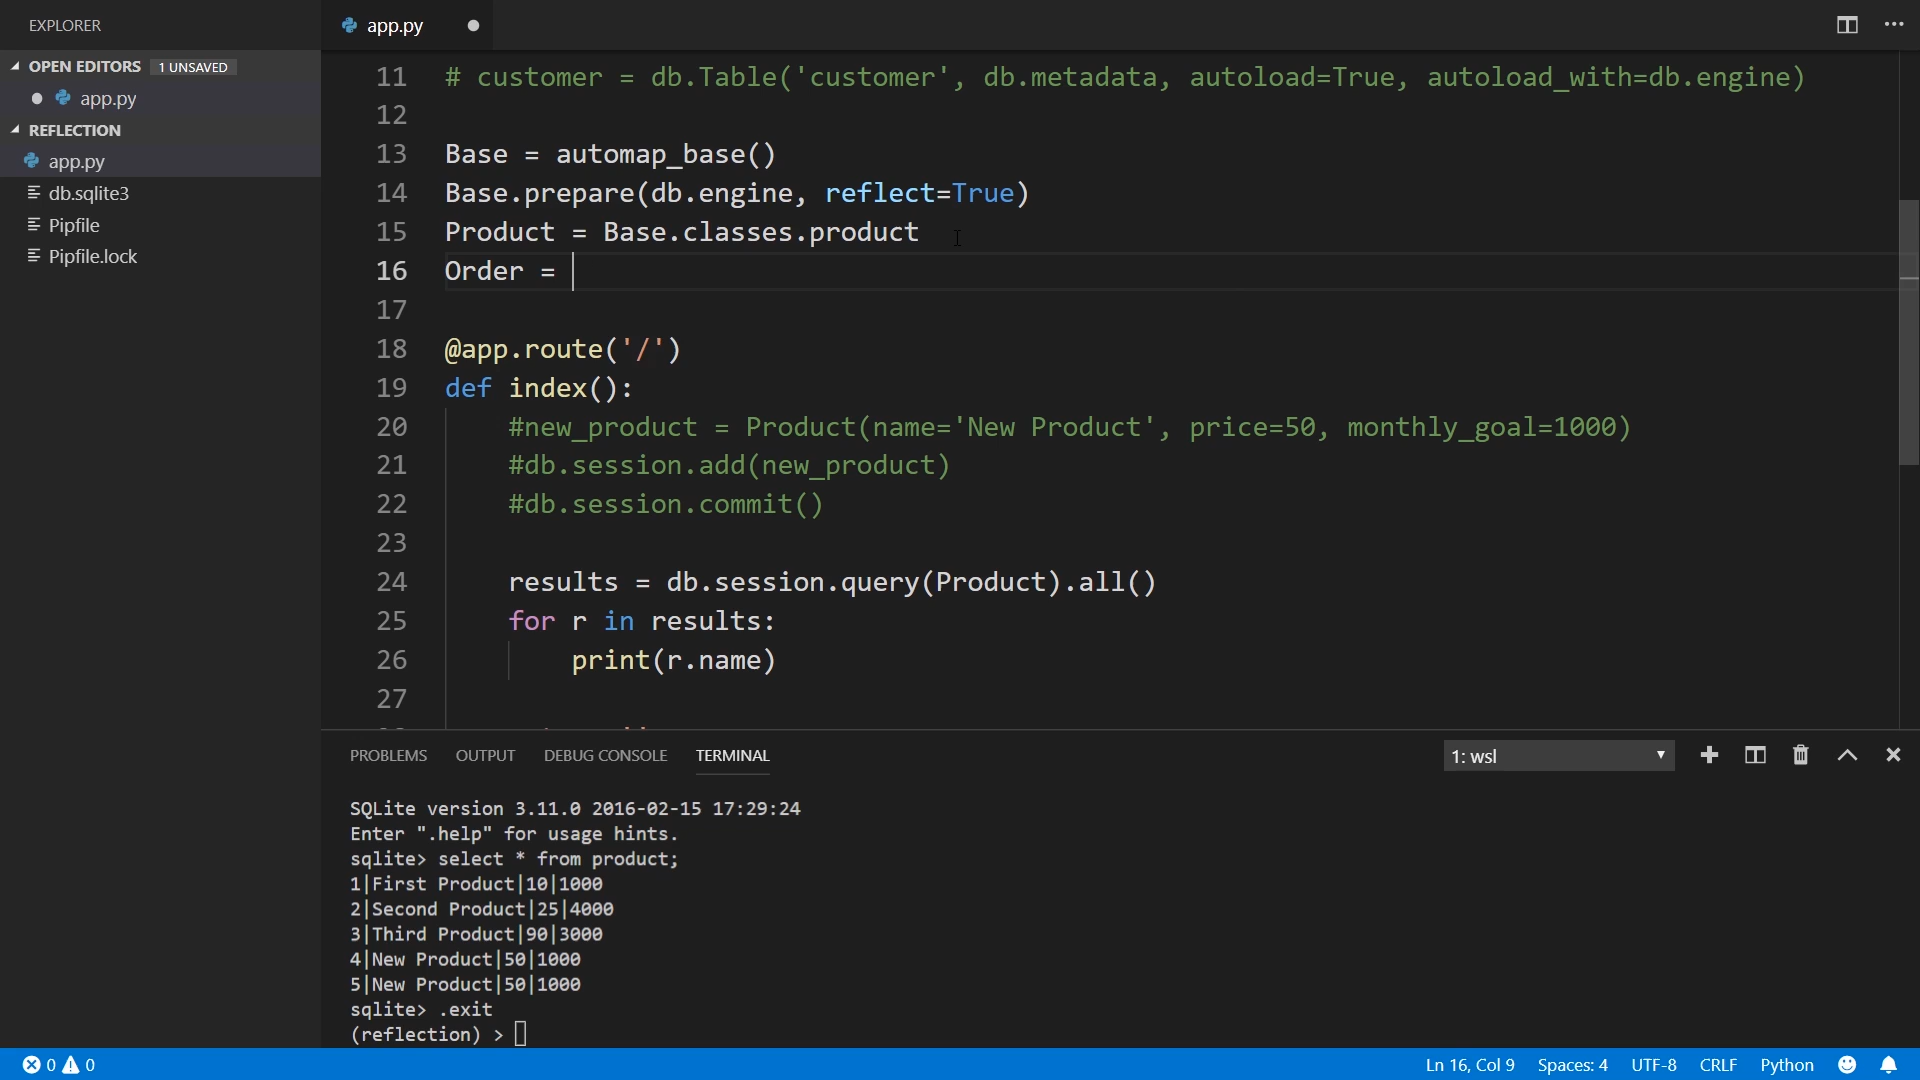 EXPLORER
OPEN EDITORS 1 UNSAVED
app.py
REFLECTION
app.py
db.sqlite3
Pipfile
Pipfile.lock
app.py
11 # customer = db.Table('customer', db.metadata, autoload=True, autoload_with=db.engine)
12
13 Base = automap_base()
14 Base.prepare(db.engine, reflect=True)
15 Product = Base.classes.product
16 Order =
17
18 @app.route('/')
19 def index():
20 #new_product = Product(name='New Product', price=50, monthly_goal=1000)
21 #db.session.add(new_product)
22 #db.session.commit()
23
24 results = db.session.query(Product).all()
25 for r in results:
26 print(r.name)
27
PROBLEMS OUTPUT DEBUG CONSOLE TERMINAL 1: wsl
SQLite version 3.11.0 2016-02-15 17:29:24
Enter ".help" for usage hints.
sqlite> select * from product;
1|First Product|10|1000
2|Second Product|25|4000
3|Third Product|90|3000
4|New Product|50|1000
5|New Product|50|1000
sqlite> .exit
(reflection) >
0 0 Ln 16, Col 9 Spaces: 4 UTF-8 CRLF Python